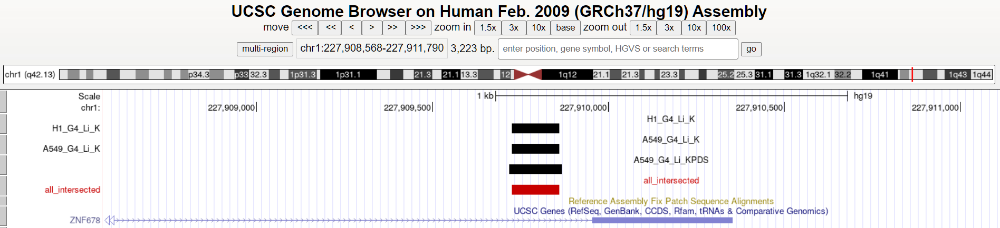 UCSC Genome Browser on Human Feb. 2009 (GRCh37/hg19) Assembly
move <<< << < > >> >>> zoom in 1.5x 3x 10x base zoom out 1.5x 3x 10x 100x
multi-region chr1:227,908,568-227,911,790 3,223 bp. enter position, gene symbol, HGVS or search terms go
chr1 (q42.13) p34.3 p33 32.3 1p31.3 1p31.1 21.3 21.1 13.3 12 1q12 21.1 21.3 23.3 25.2 25.3 31.1 31.3 1q32.1 32.2 1q41 1q43 1q44
Scale 1 kb hg19
chr1: 227,909,000 227,909,500 227,910,000 227,910,500 227,911,000
H1_G4_Li_K
H1_G4_Li_K
A549_G4_Li_K
A549_G4_Li_K
A549_G4_Li_KPDS
all_intersected
all_intersected
Reference Assembly Fix Patch Sequence Alignments
UCSC Genes (RefSeq, GenBank, CCDS, Rfam, tRNAs & Comparative Genomics)
ZNF678